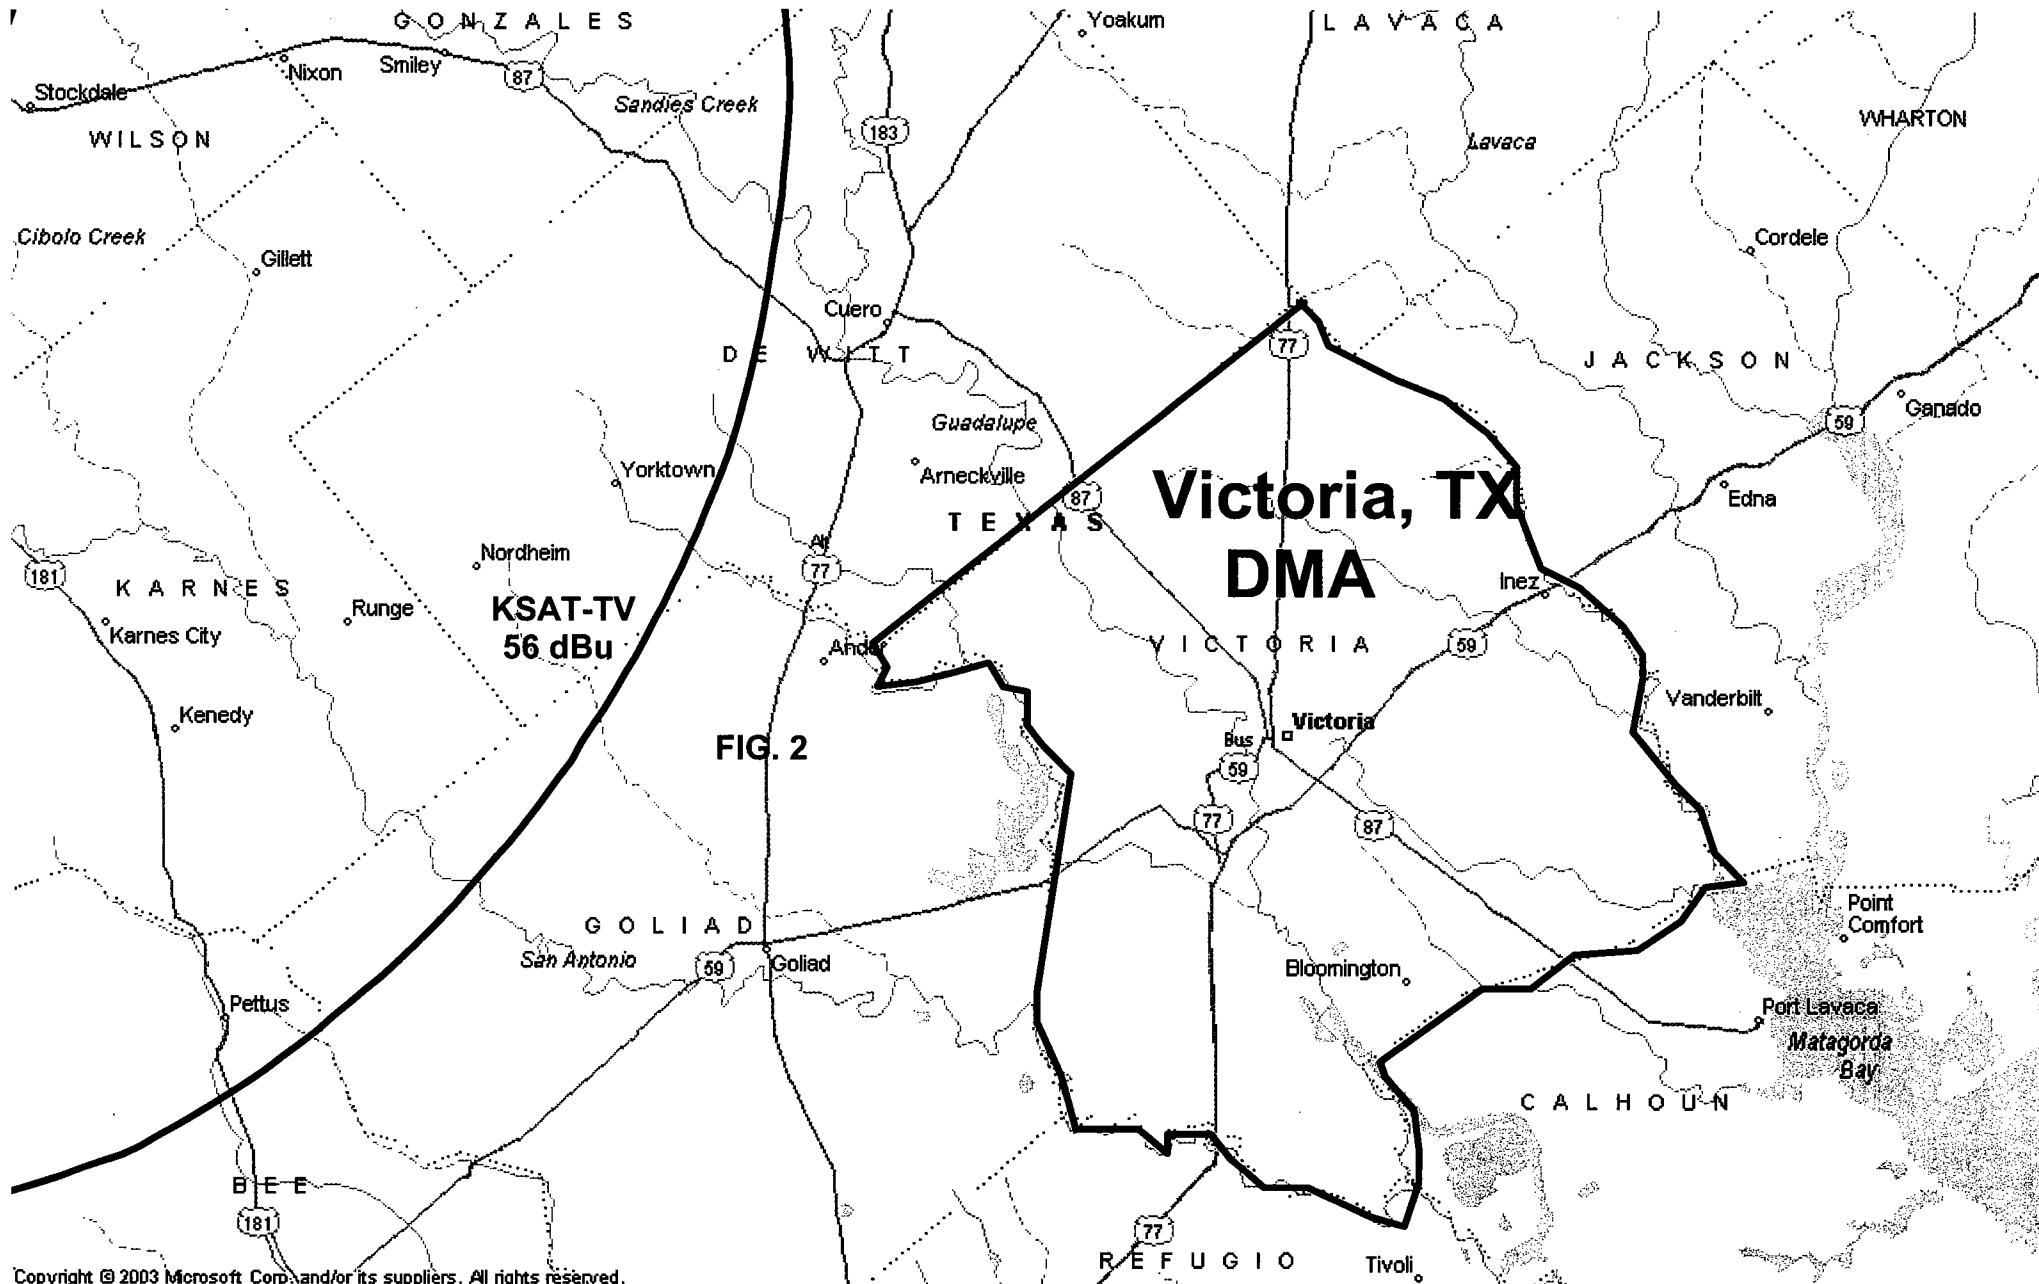 GONZALES
Yoakum
LAVACA
Nixon
Smiley
87
Stockdale
Sandies Creek
183
WHARTON
WILSON
Lavaca
Cibolo Creek
Cordele
Gillett
Cuero
77
DE WITT
JACKSON
Guadalupe
59
Ganado
Yorktown
Arneckville
87
Victoria, TX
DMA
Edna
TEXAS
Alt
77
Nordheim
181
KARNES
Inez
Runge
KSAT-TV
56 dBu
Karnes City
VICTORIA
59
Kenedy
Vanderbilt
Victoria
Bus
59
FIG. 2
77
87
Point
Comfort
GOLIAD
San Antonio
59
Goliad
Bloomington
Pettus
Port Lavaca
Matagorda
Bay
CALHOUN
BEE
181
77
REFUGIO
Tivoli
Copyright © 2003 Microsoft Corp. and/or its suppliers. All rights reserved.